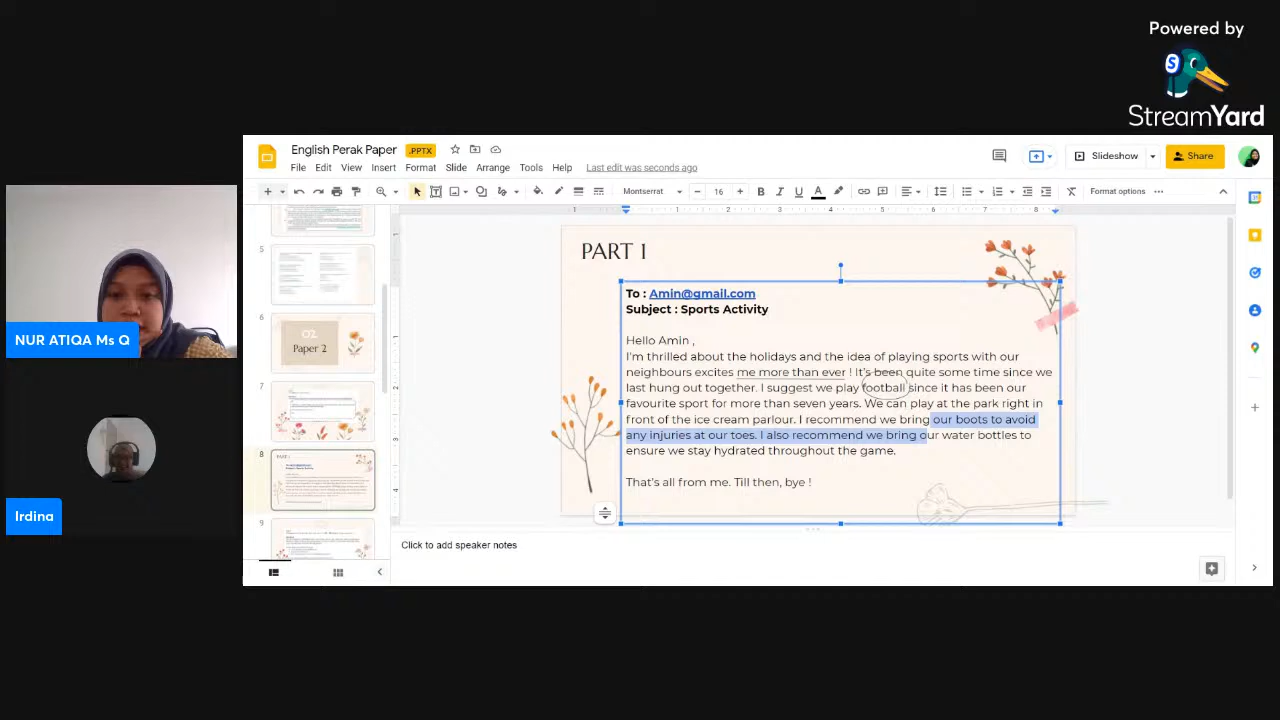 Powered by
StreamYard
English Perak Paper .PPTX
File Edit View Insert Format Slide Arrange Tools Help Last edit was seconds ago
Slideshow
Share
Montserrat
16
B I U A
Format options
NUR ATIQA Ms Q
Irdina
5
6
02
Paper 2
7
8
9
PART 1
To : Amin@gmail.com
Subject : Sports Activity
Hello Amin ,
I'm thrilled about the holidays and the idea of playing sports with our
neighbours excites me more than ever ! It's been quite some time since we
last hung out together. I suggest we play football since it has been our
favourite sport for more than seven years. We can play at the park right in
front of the ice cream parlour. I recommend we bring our boots to avoid
any injuries at our toes. I also recommend we bring our water bottles to
ensure we stay hydrated throughout the game.
That's all from me. Till then, bye !
Click to add speaker notes